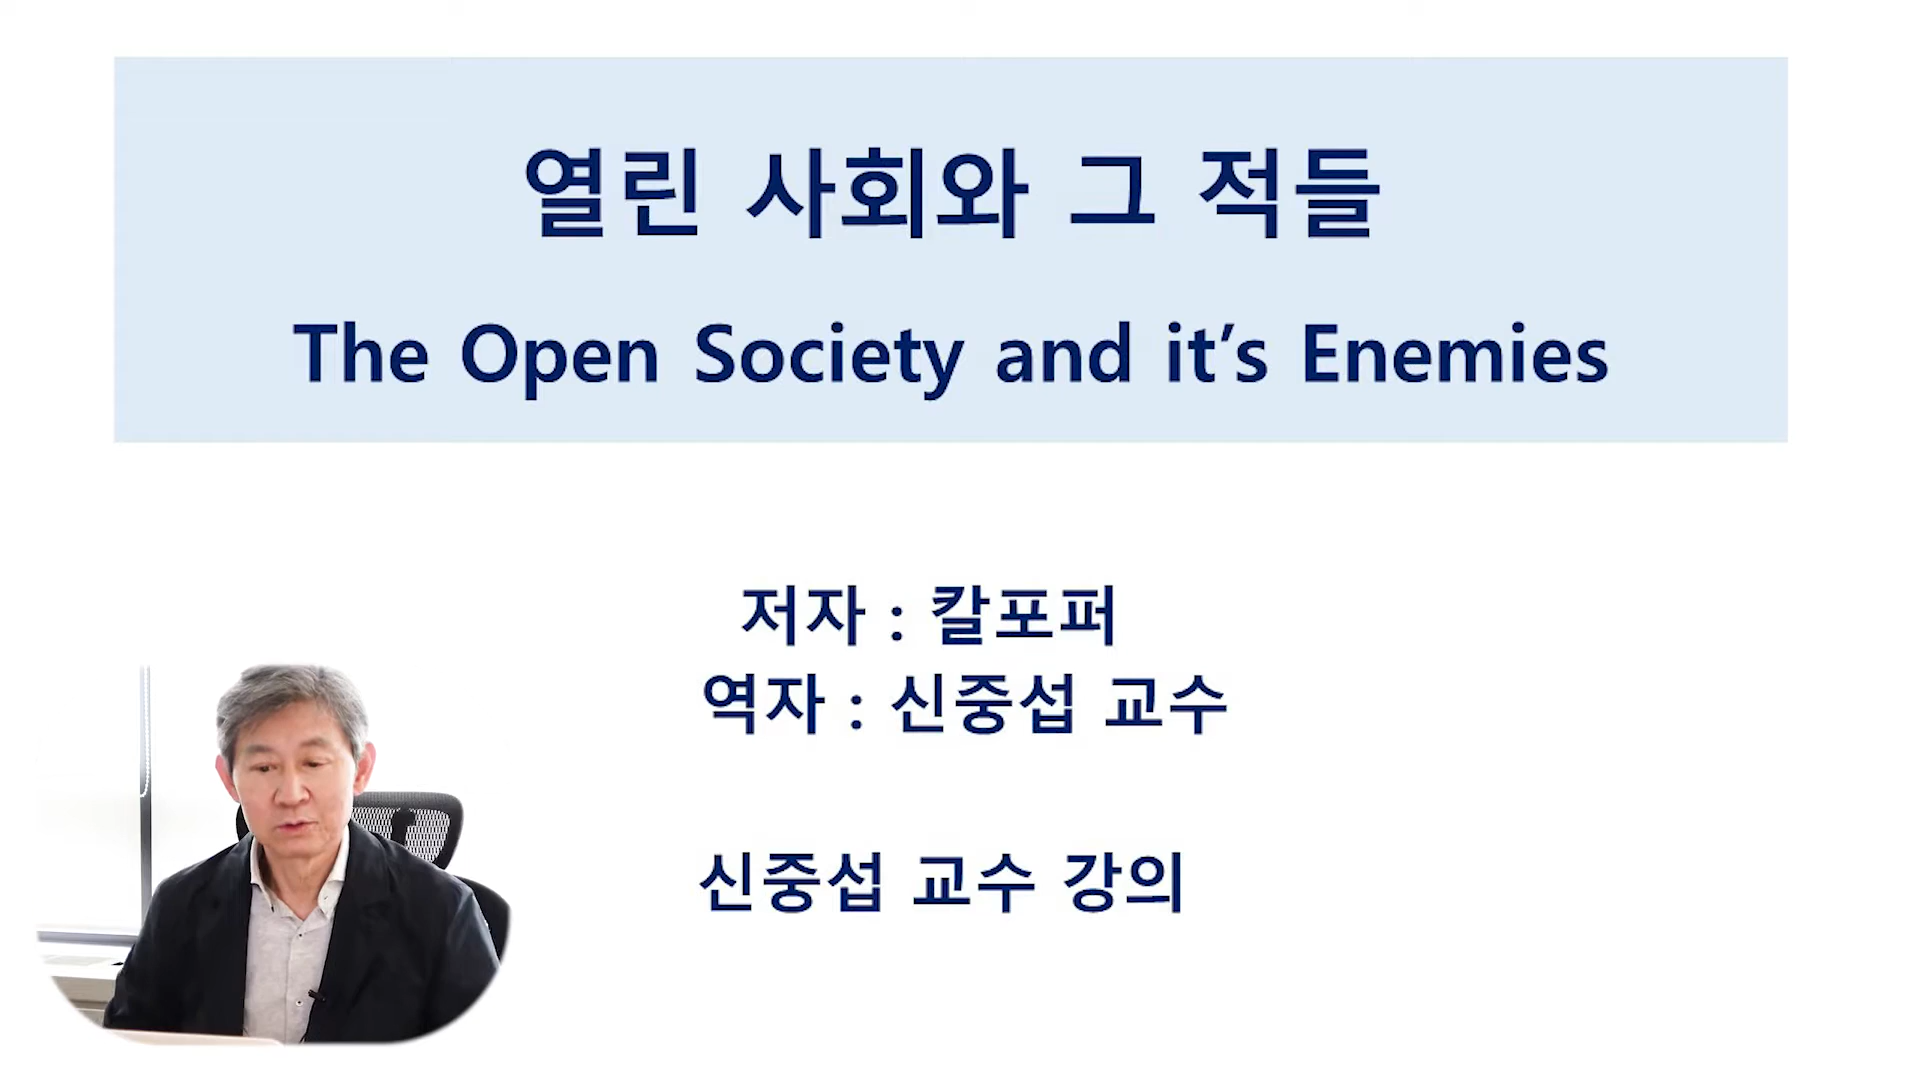 열린 사회와 그 적들
The Open Society and it’s Enemies
저자 : 칼포퍼
역자 : 신중섭 교수
신중섭 교수 강의